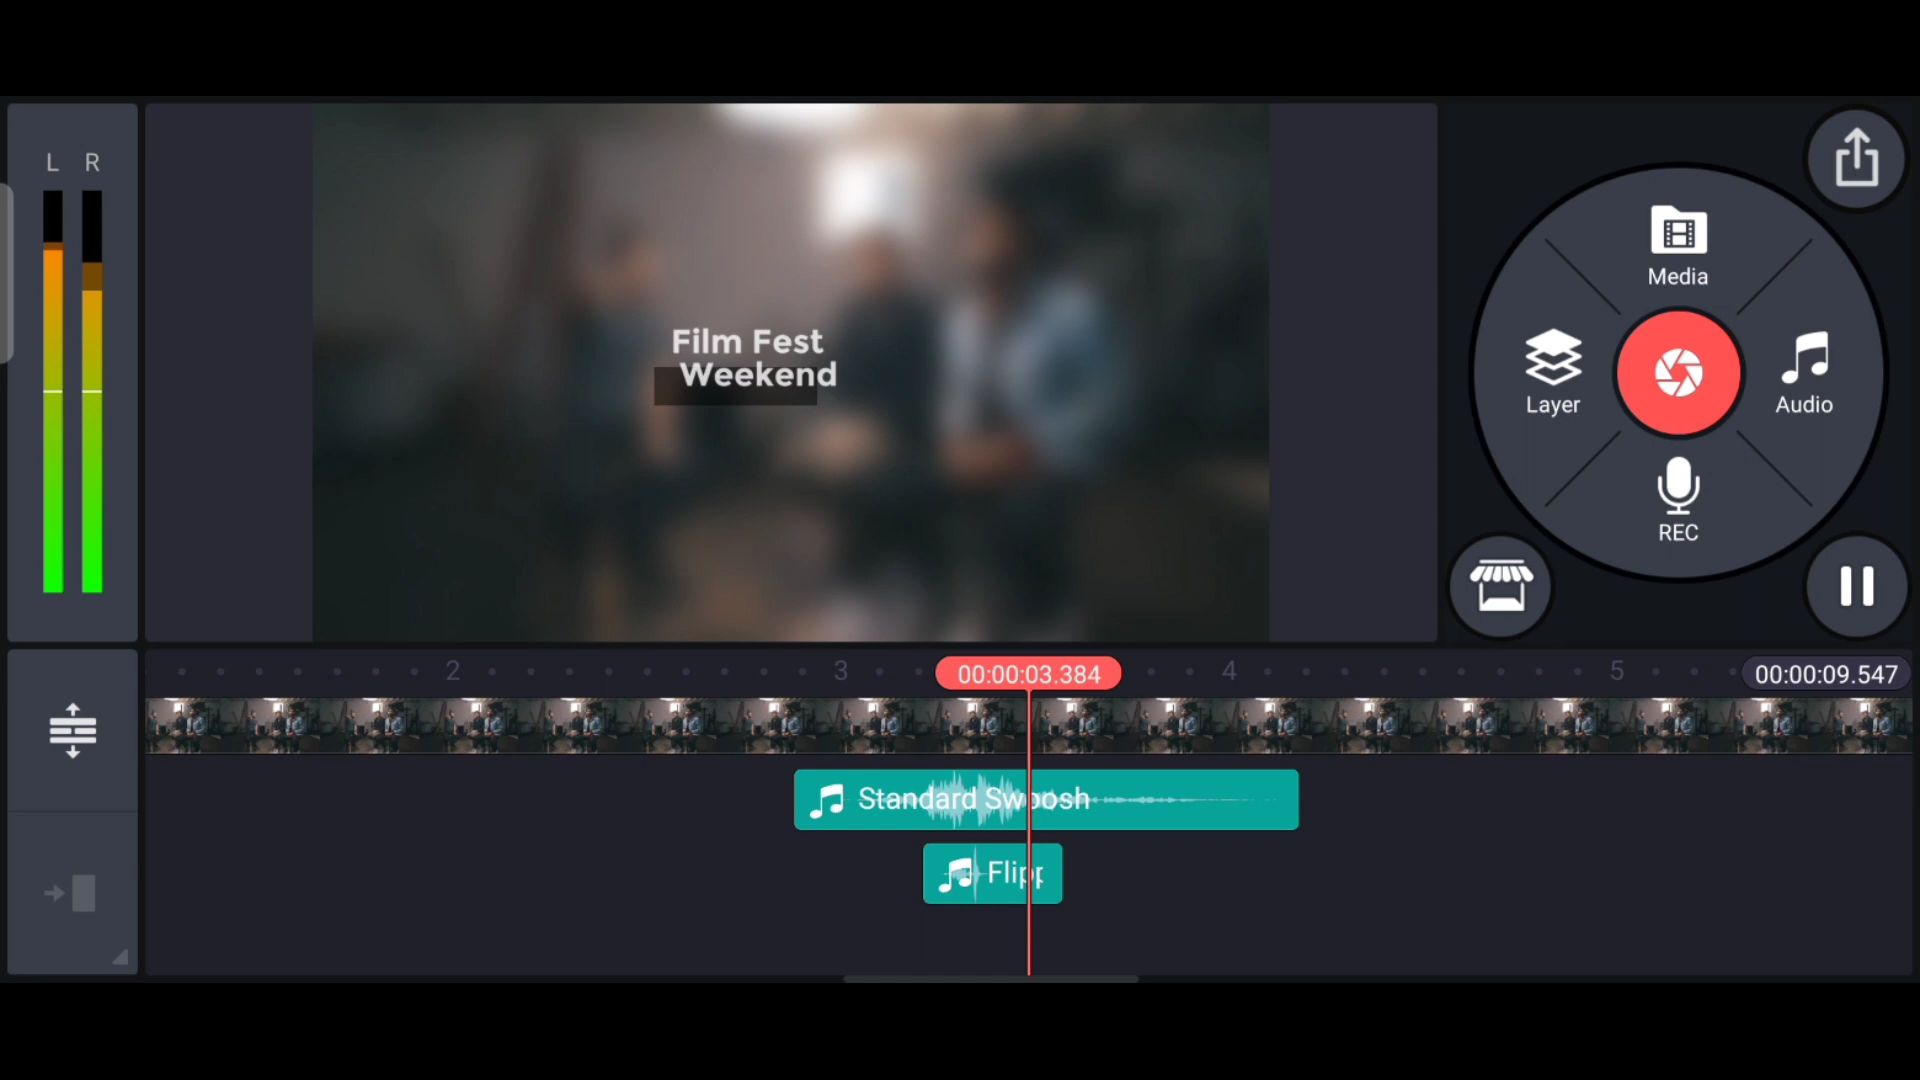 L R
Film Fest
Weekend
Media
Layer
Audio
REC
2 3 00:00:03.384 4 5 00:00:09.547
Standard Swoosh
Flipp